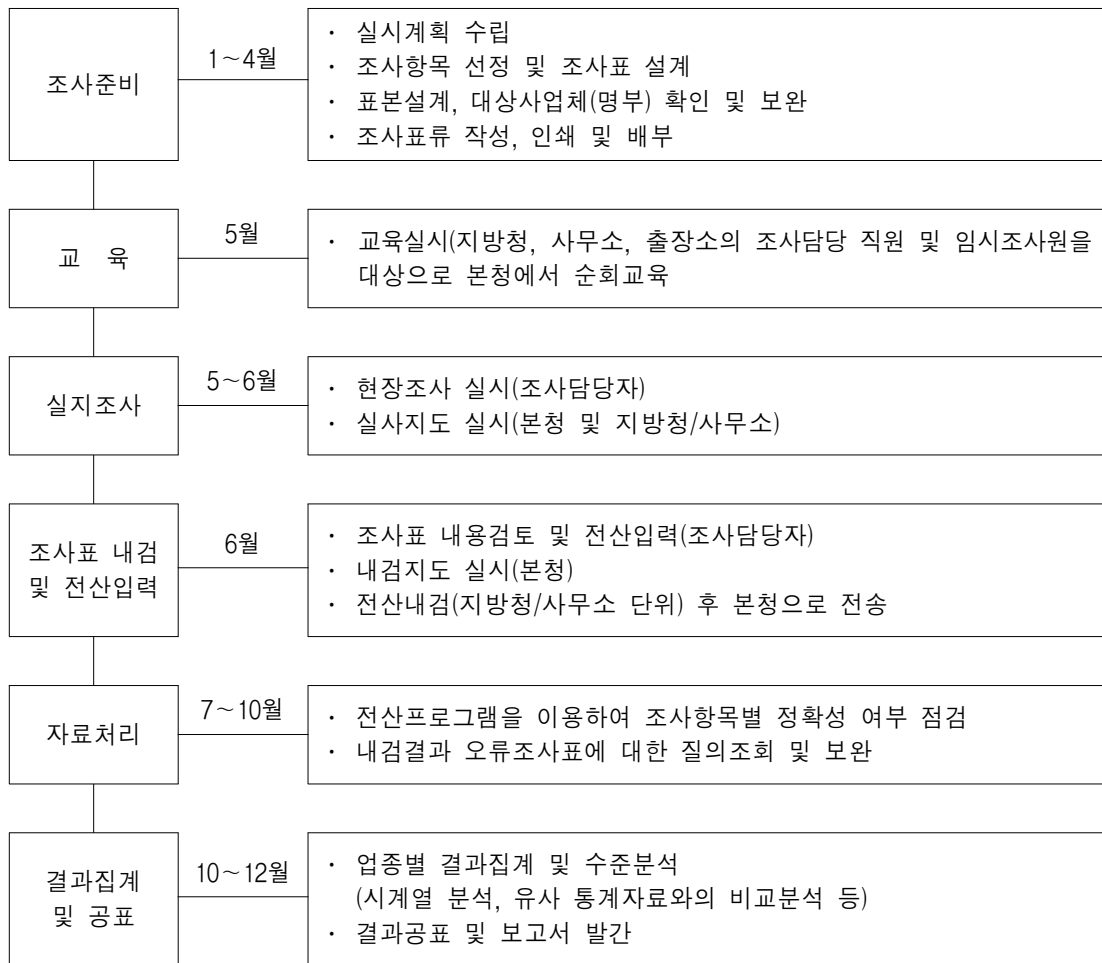 조사준비
1～4월
· 실시계획 수립
· 조사항목 선정 및 조사표 설계
· 표본설계, 대상사업체(명부) 확인 및 보완
· 조사표류 작성, 인쇄 및 배부
교 육
5월
· 교육실시(지방청, 사무소, 출장소의 조사담당 직원 및 임시조사원을
대상으로 본청에서 순회교육
실지조사
5～6월
· 현장조사 실시(조사담당자)
· 실사지도 실시(본청 및 지방청/사무소)
조사표 내검
및 전산입력
6월
· 조사표 내용검토 및 전산입력(조사담당자)
· 내검지도 실시(본청)
· 전산내검(지방청/사무소 단위) 후 본청으로 전송
자료처리
7～10월
· 전산프로그램을 이용하여 조사항목별 정확성 여부 점검
· 내검결과 오류조사표에 대한 질의조회 및 보완
결과집계
및 공표
10～12월
· 업종별 결과집계 및 수준분석
(시계열 분석, 유사 통계자료와의 비교분석 등)
· 결과공표 및 보고서 발간